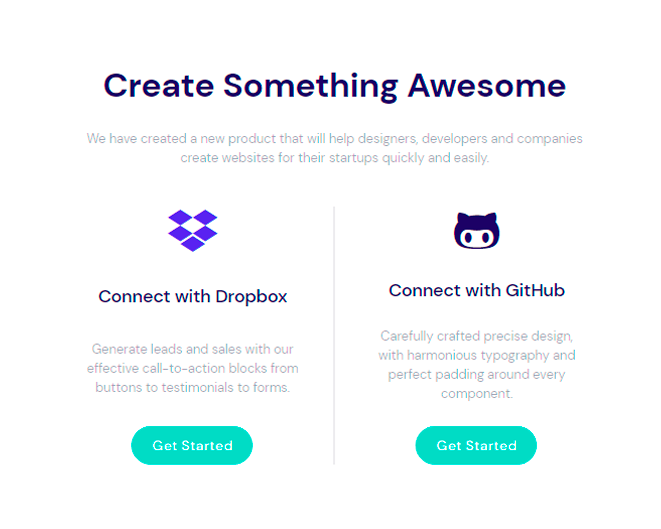 Create Something Awesome
We have created a new product that will help designers, developers and companies
create websites for their startups quickly and easily.
Connect with Dropbox
Generate leads and sales with our
effective call-to-action blocks from
buttons to testimonials to forms.
Get Started
Connect with GitHub
Carefully crafted precise design,
with harmonious typography and
perfect padding around every
component.
Get Started